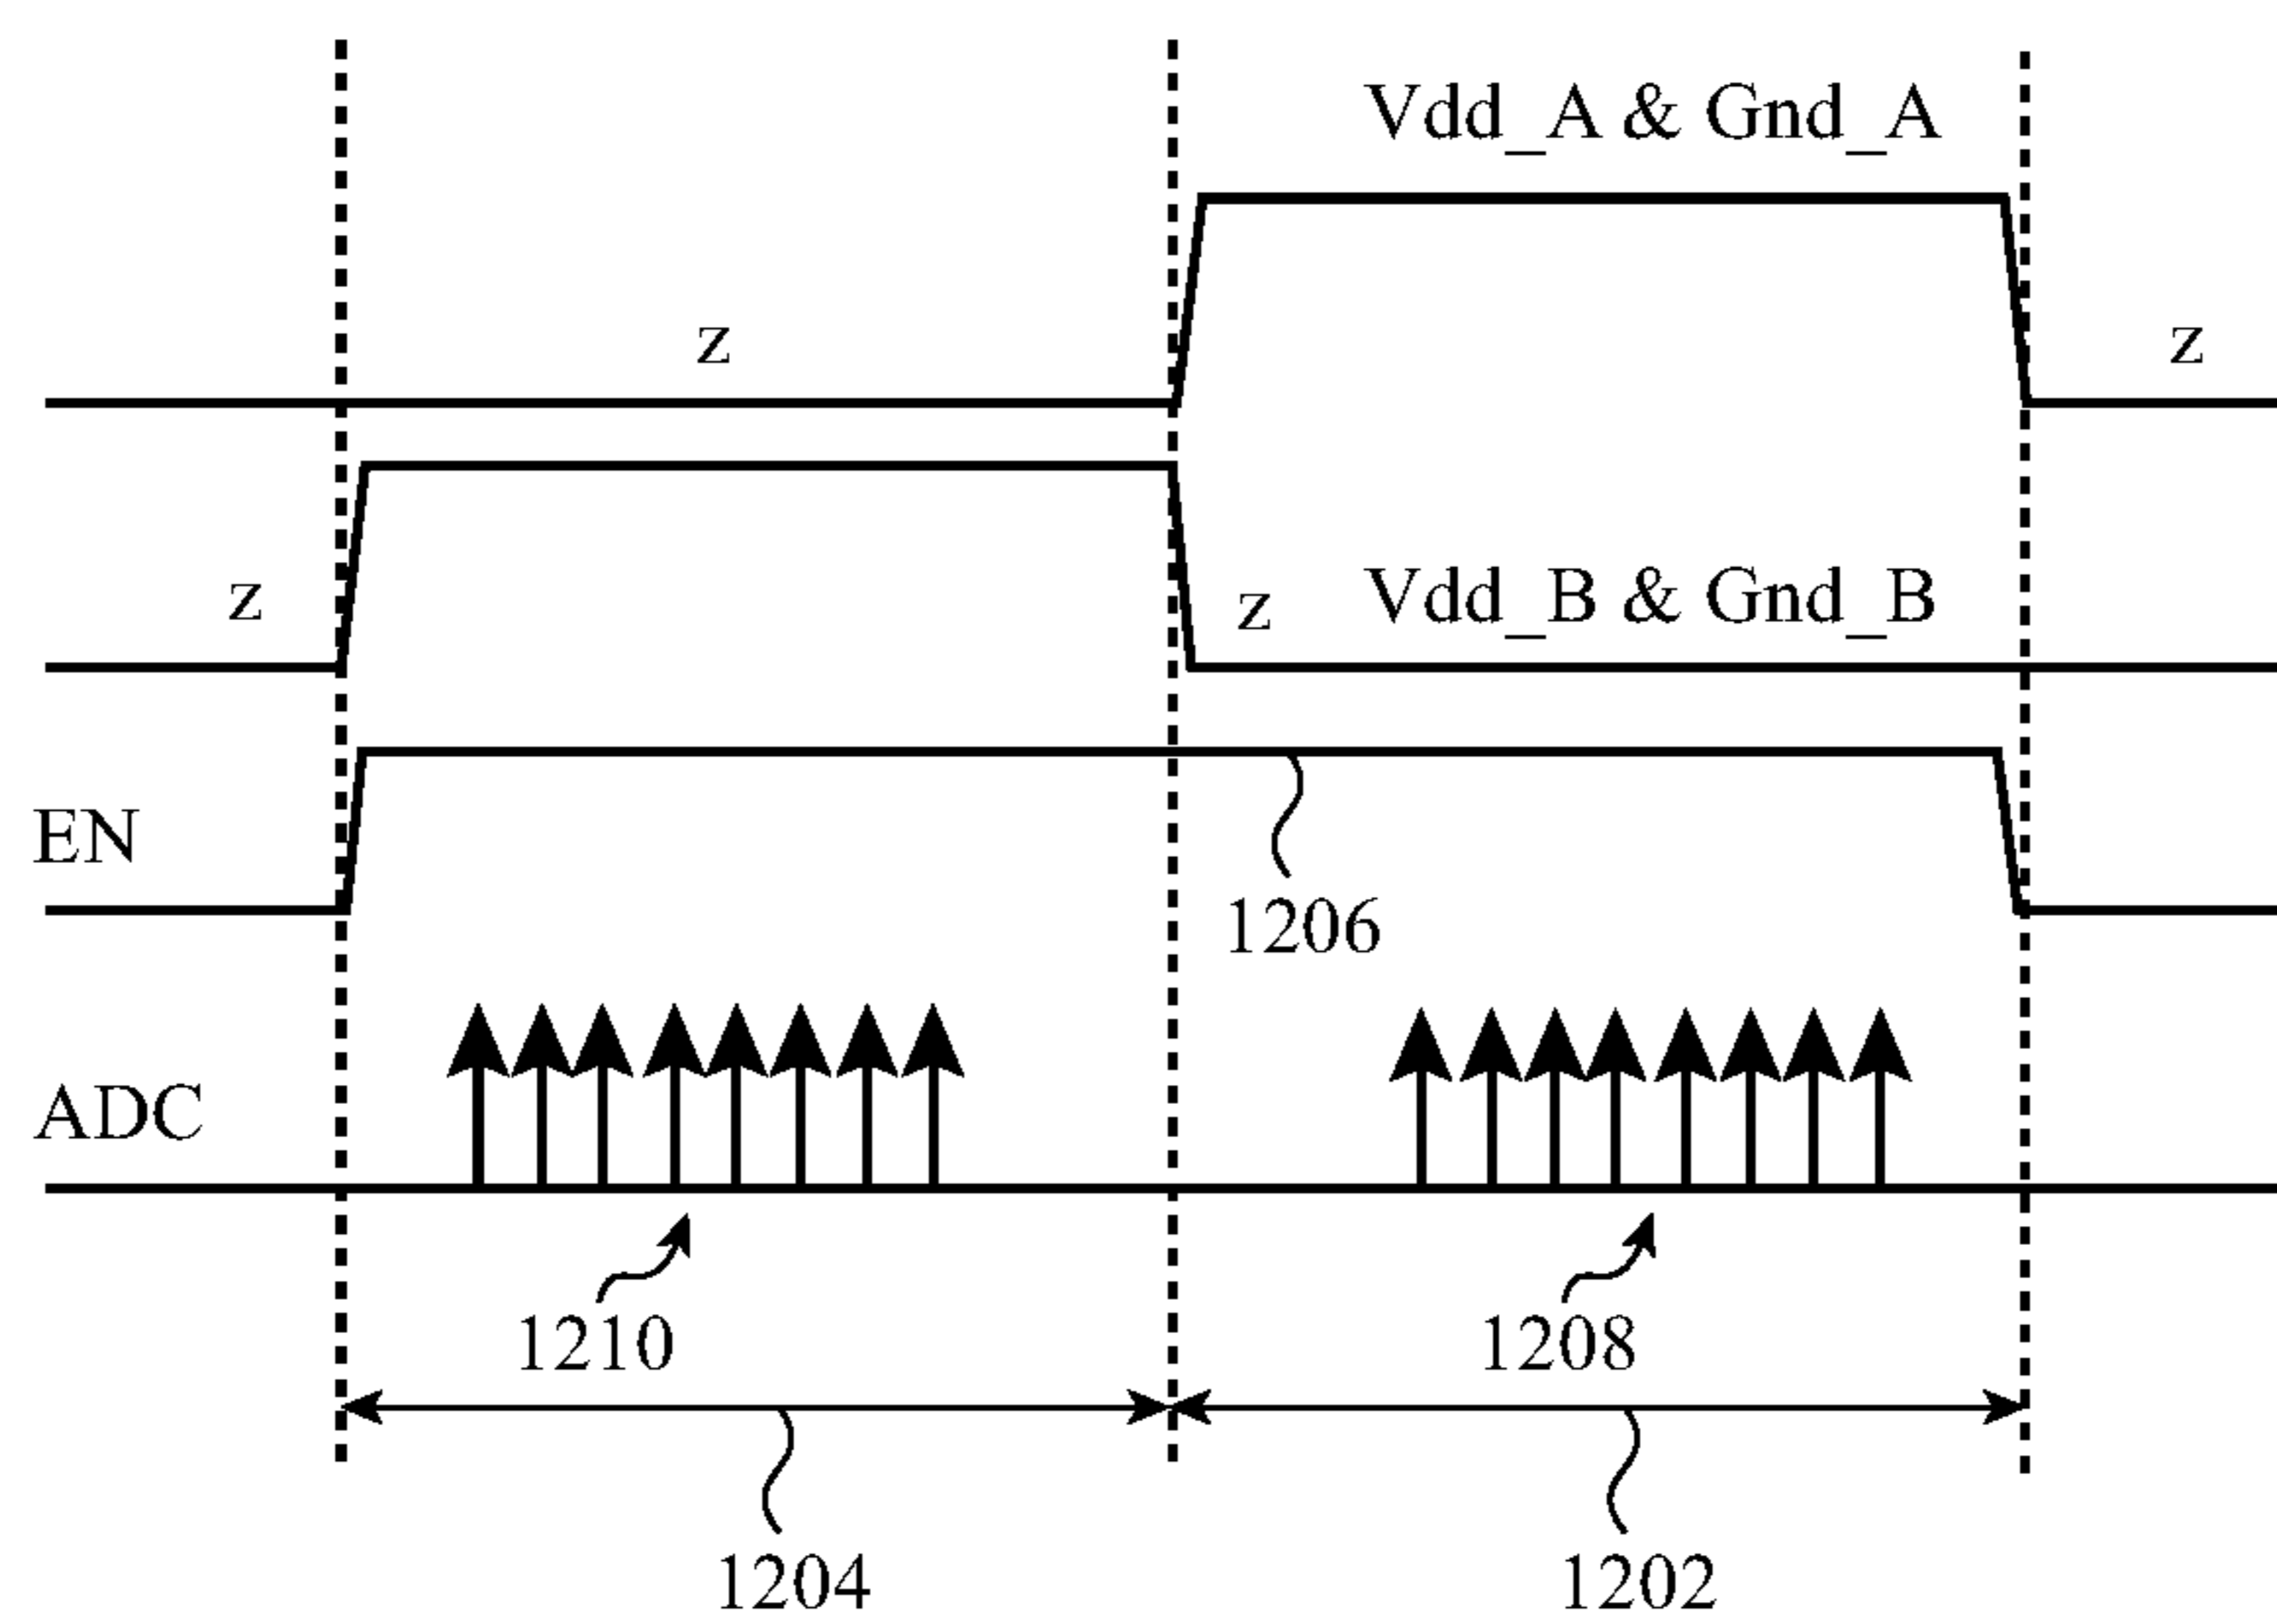 Vdd_A & Gnd_A
z
z
z
z
Vdd_B & Gnd_B
EN
1206
ADC
1210
1208
1204
1202